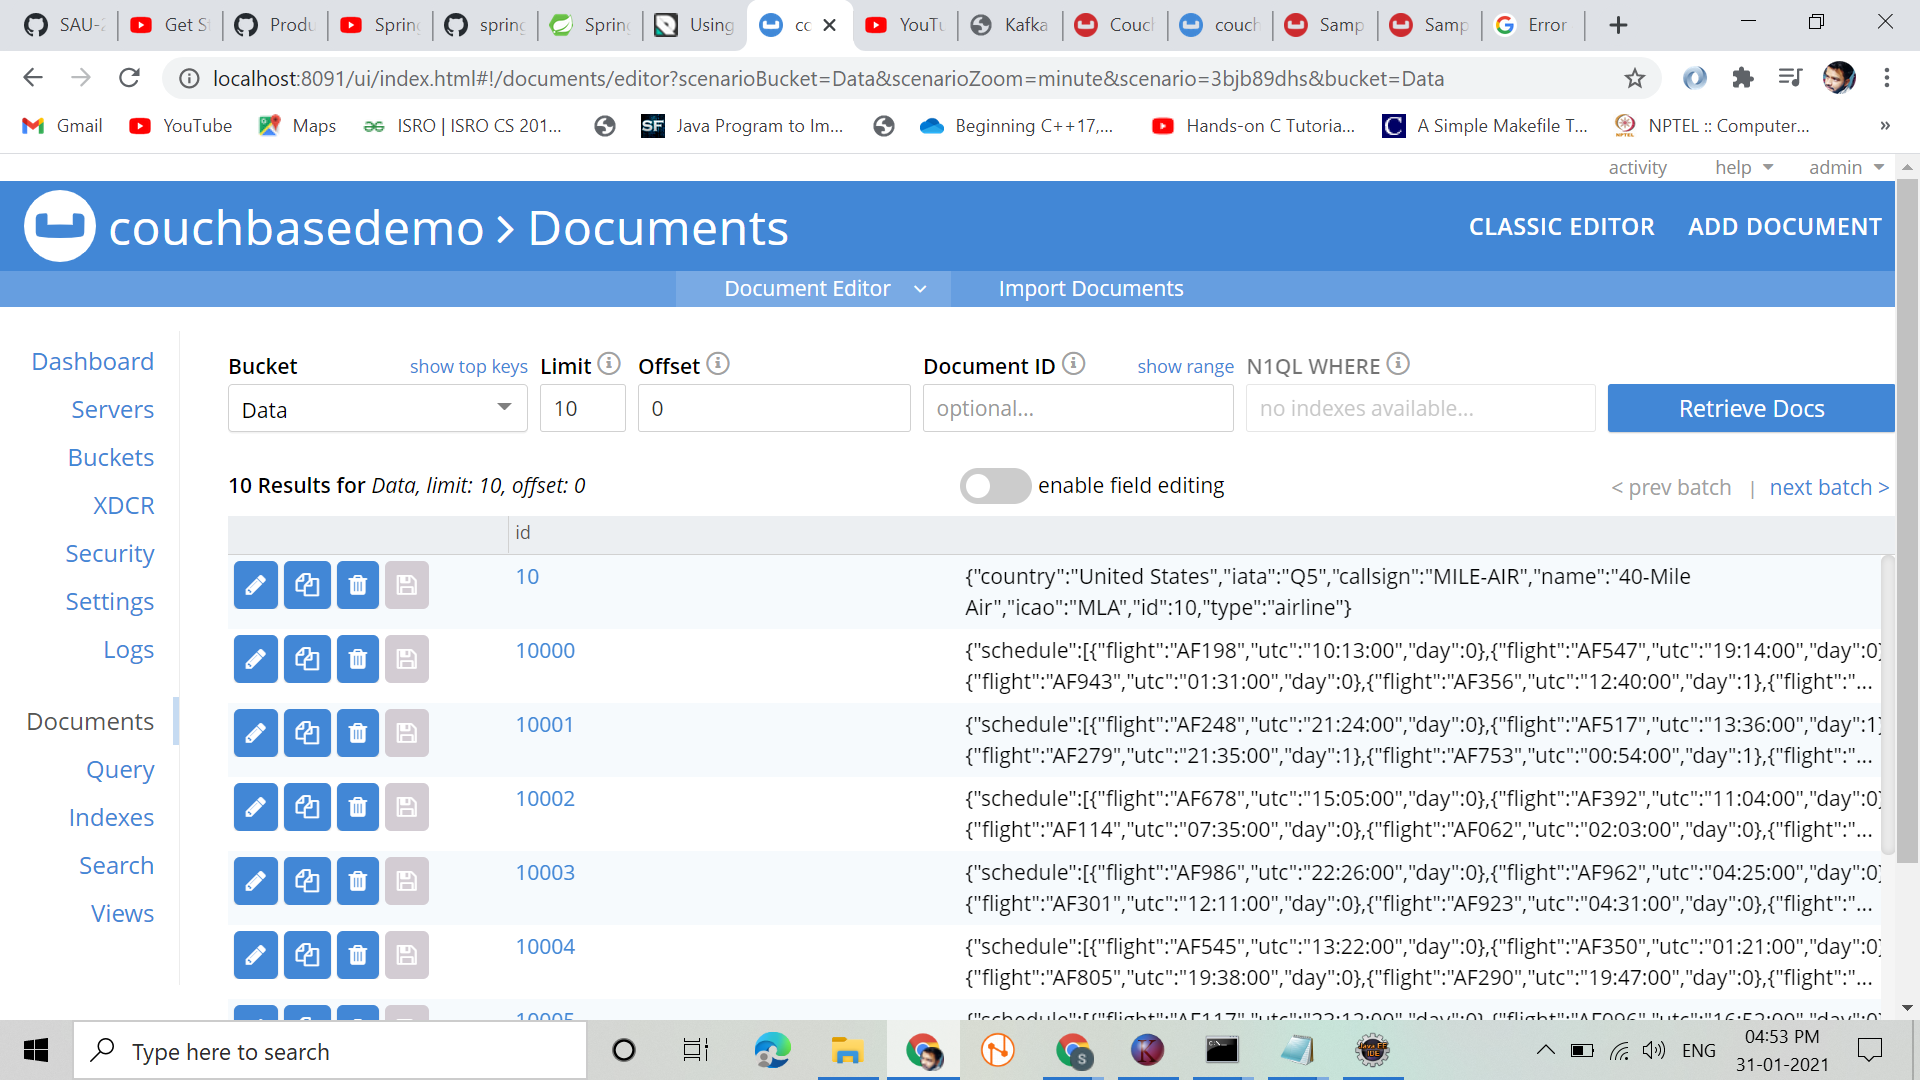 SAU-2
Get St
Produ
Spring
spring
Spring
Using
co
YouTu
Kafka
Couch
couch
Samp
Samp
Error
localhost:8091/ui/index.html#!/documents/editor?scenarioBucket=Data&scenarioZoom=minute&scenario=3bjb89dhs&bucket=Data
Gmail
YouTube
Maps
ISRO | ISRO CS 201...
SF Java Program to Im...
Beginning C++17,...
Hands-on C Tutoria...
C A Simple Makefile T...
NPTEL :: Computer...
»
activity help admin
couchbasedemo > Documents
CLASSIC EDITOR ADD DOCUMENT
Document Editor Import Documents
Dashboard
Servers
Buckets
XDCR
Security
Settings
Logs
Documents
Query
Indexes
Search
Views
Bucket show top keys Limit Offset Document ID show range N1QL WHERE
Data 10 0 optional... no indexes available... Retrieve Docs
10 Results for Data, limit: 10, offset: 0 enable field editing < prev batch | next batch >
id
10 {"country":"United States","iata":"Q5","callsign":"MILE-AIR","name":"40-Mile
Air","icao":"MLA","id":10,"type":"airline"}
10000 {"schedule":[{"flight":"AF198","utc":"10:13:00","day":0},{"flight":"AF547","utc":"19:14:00","day":0}
{"flight":"AF943","utc":"01:31:00","day":0},{"flight":"AF356","utc":"12:40:00","day":1},{"flight":"...
10001 {"schedule":[{"flight":"AF248","utc":"21:24:00","day":0},{"flight":"AF517","utc":"13:36:00","day":1}
{"flight":"AF279","utc":"21:35:00","day":1},{"flight":"AF753","utc":"00:54:00","day":1},{"flight":"...
10002 {"schedule":[{"flight":"AF678","utc":"15:05:00","day":0},{"flight":"AF392","utc":"11:04:00","day":0}
{"flight":"AF114","utc":"07:35:00","day":0},{"flight":"AF062","utc":"02:03:00","day":0},{"flight":"...
10003 {"schedule":[{"flight":"AF986","utc":"22:26:00","day":0},{"flight":"AF962","utc":"04:25:00","day":0}
{"flight":"AF301","utc":"12:11:00","day":0},{"flight":"AF923","utc":"04:31:00","day":0},{"flight":"...
10004 {"schedule":[{"flight":"AF545","utc":"13:22:00","day":0},{"flight":"AF350","utc":"01:21:00","day":0}
{"flight":"AF805","utc":"19:38:00","day":0},{"flight":"AF290","utc":"19:47:00","day":0},{"flight":"...
10005
Type here to search
ENG
04:53 PM
31-01-2021